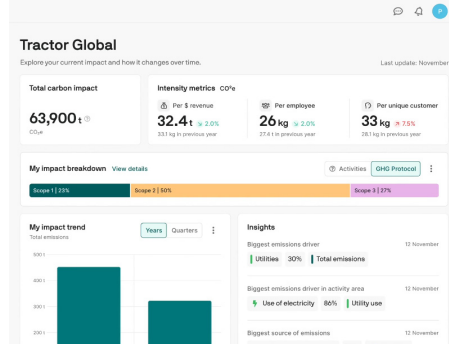 P
Tractor Global
Explore your current impact and how it changes over time.
Last update: November
Total carbon impact
63,900 t
CO₂e
Intensity metrics CO²e
Per $ revenue
32.4 t 2.0%
33.1 kg in previous year
Per employee
26 kg 2.0%
27.4 t in previous year
Per unique customer
33 kg 7.5%
28.1 kg in previous year
My impact breakdown View details
Activities GHG Protocol
Scope 1 | 23% Scope 2 | 50% Scope 3 | 27%
My impact trend
Total emissions
Years Quarters
500 t
400 t
300 t
200 t
Insights
Biggest emissions driver 12 November
Utilities 30% Total emissions
Biggest emissions driver in activity area 12 November
Use of electricity 86% Utility use
Biggest source of emissions 12 November